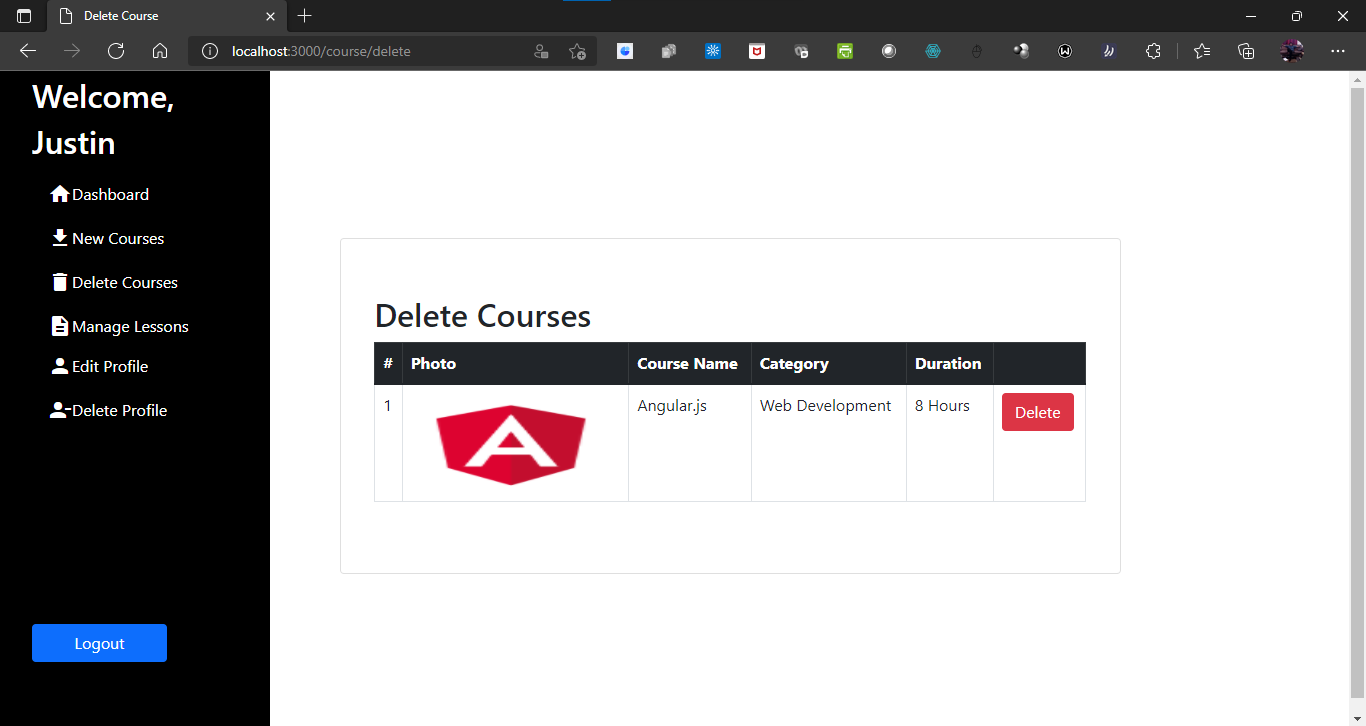 Delete Course
localhost:3000/course/delete
Welcome,
Justin
Dashboard
New Courses
Delete Courses
Manage Lessons
Edit Profile
Delete Profile
Logout
Delete Courses
# Photo Course Name Category Duration
1 A Angular.js Web Development 8 Hours Delete